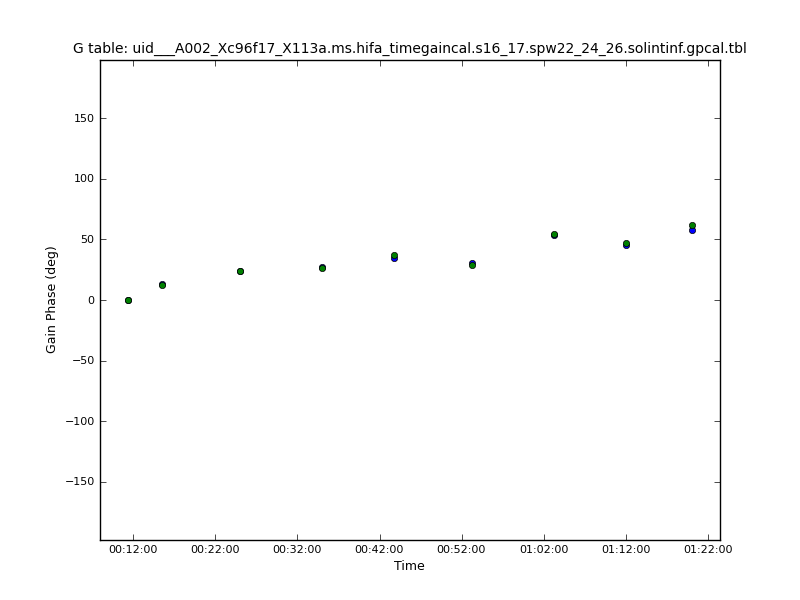 G table: uid___A002_Xc96f17_X113a.ms.hifa_timegaincal.s16_17.spw22_24_26.solintinf.gpcal.tbl
150
100
50
0
−50
−100
−150
Gain Phase (deg)
00:12:00 00:22:00 00:32:00 00:42:00 00:52:00 01:02:00 01:12:00 01:22:00
Time